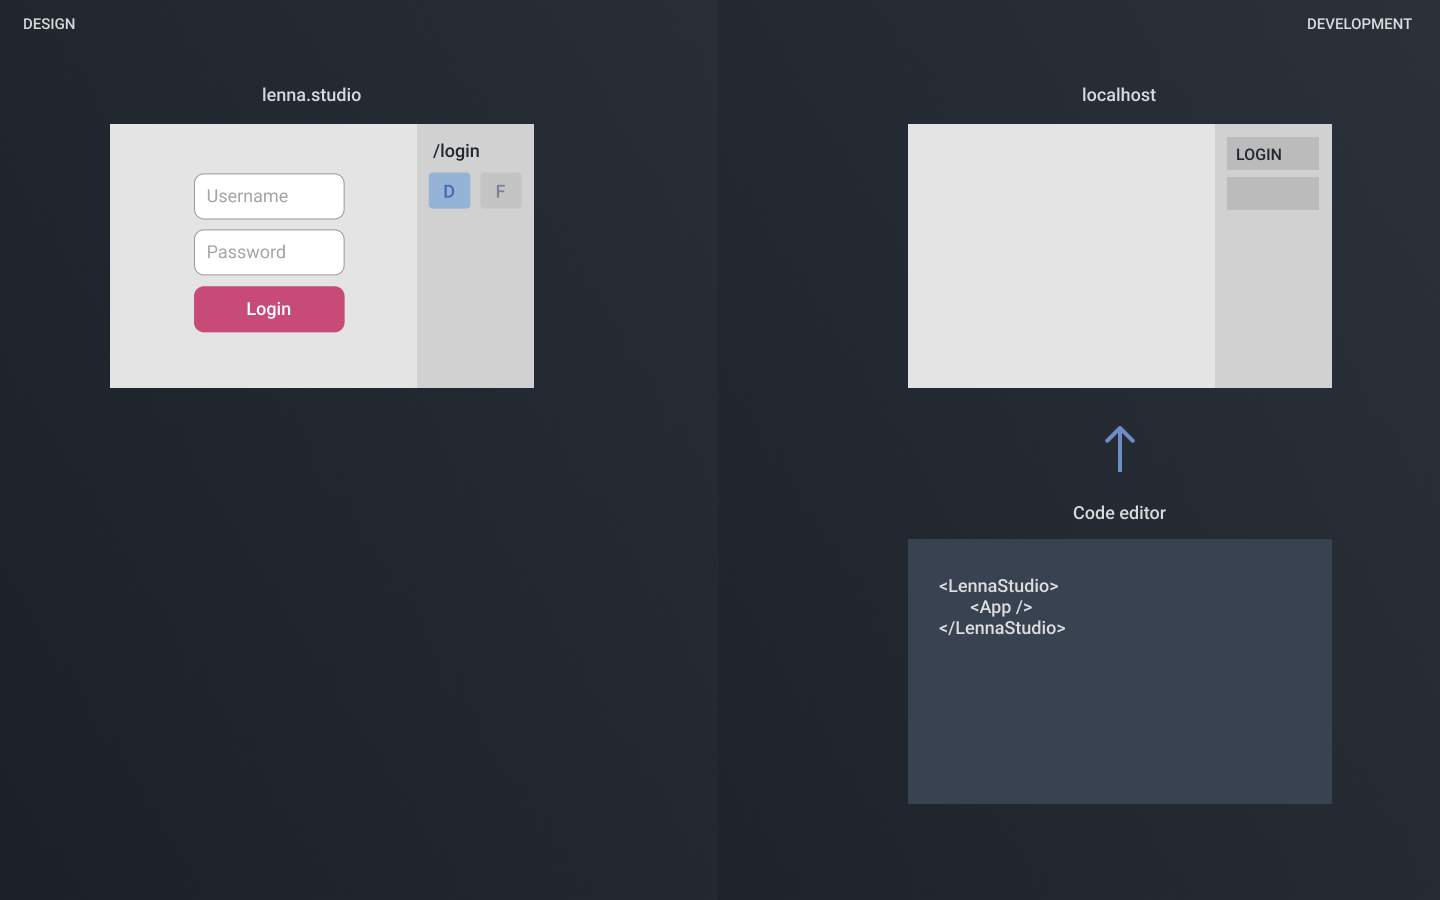 DESIGN
DEVELOPMENT
lenna.studio
/login
D
F
Username
Password
Login
localhost
LOGIN
Code editor
<LennaStudio>
<App />
</LennaStudio>